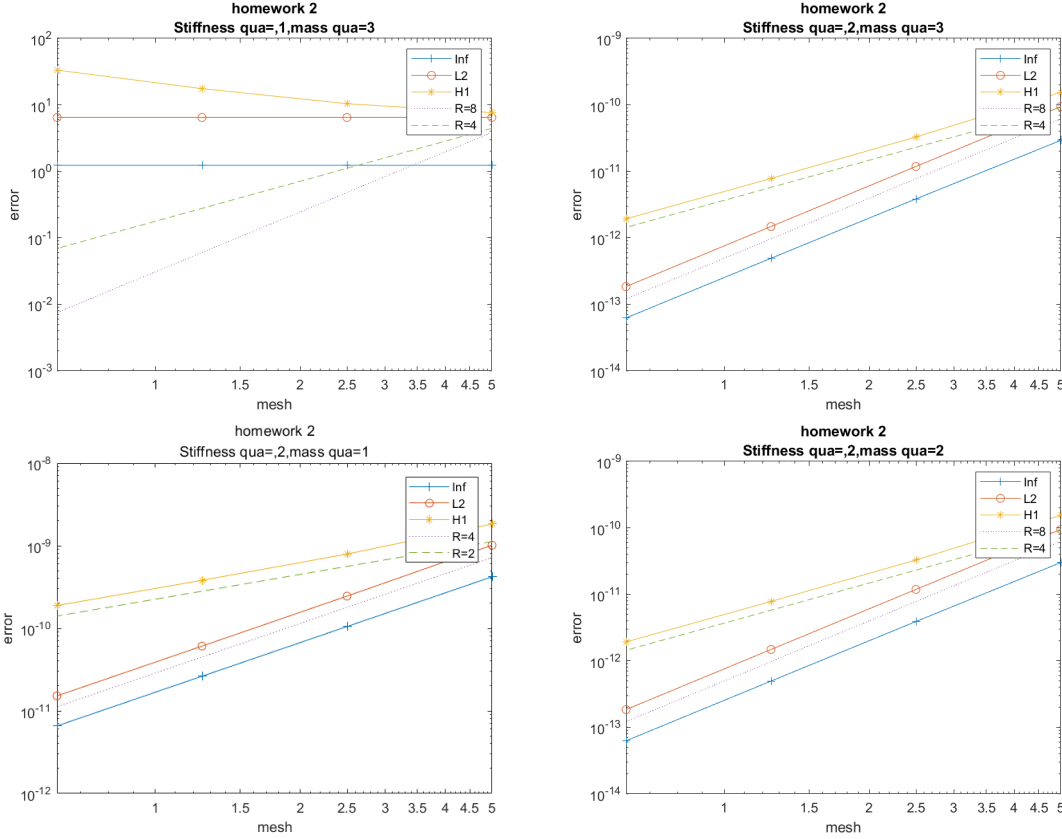 homework 2
Stiffness qua=,1,mass qua=3
10^2
10^1
10^0
10^-1
10^-2
10^-3
error
Inf
L2
H1
R=8
R=4
1
1.5
2
2.5
3
3.5
4
4.5
5
mesh
homework 2
Stiffness qua=,2,mass qua=3
10^-9
10^-10
10^-11
10^-12
10^-13
10^-14
error
Inf
L2
H1
R=8
R=4
1
1.5
2
2.5
3
3.5
4
4.5
5
mesh
homework 2
Stiffness qua=,2,mass qua=1
10^-8
10^-9
10^-10
10^-11
10^-12
error
Inf
L2
H1
R=4
R=2
1
1.5
2
2.5
3
3.5
4
4.5
5
mesh
homework 2
Stiffness qua=,2,mass qua=2
10^-9
10^-10
10^-11
10^-12
10^-13
10^-14
error
Inf
L2
H1
R=8
R=4
1
1.5
2
2.5
3
3.5
4
4.5
5
mesh